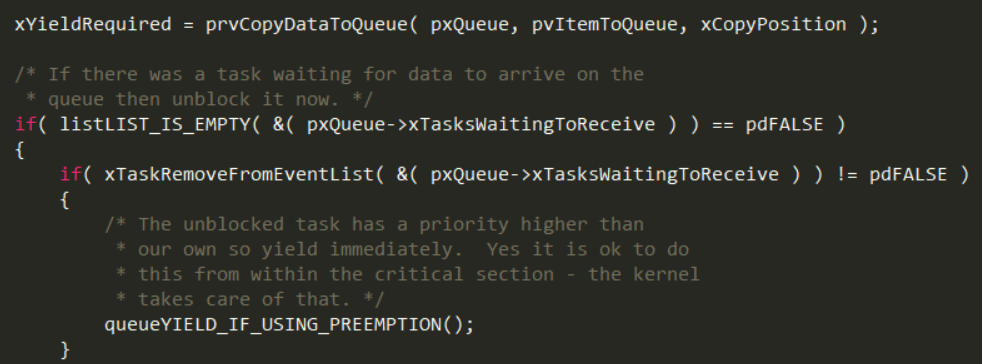 xYieldRequired = prvCopyDataToQueue( pxQueue, pvItemToQueue, xCopyPosition );
/* If there was a task waiting for data to arrive on the
 * queue then unblock it now. */
if( listLIST_IS_EMPTY( &( pxQueue->xTasksWaitingToReceive ) ) == pdFALSE )
{
    if( xTaskRemoveFromEventList( &( pxQueue->xTasksWaitingToReceive ) ) != pdFALSE )
    {
        /* The unblocked task has a priority higher than
         * our own so yield immediately.  Yes it is ok to do
         * this from within the critical section - the kernel
         * takes care of that. */
        queueYIELD_IF_USING_PREEMPTION();
    }